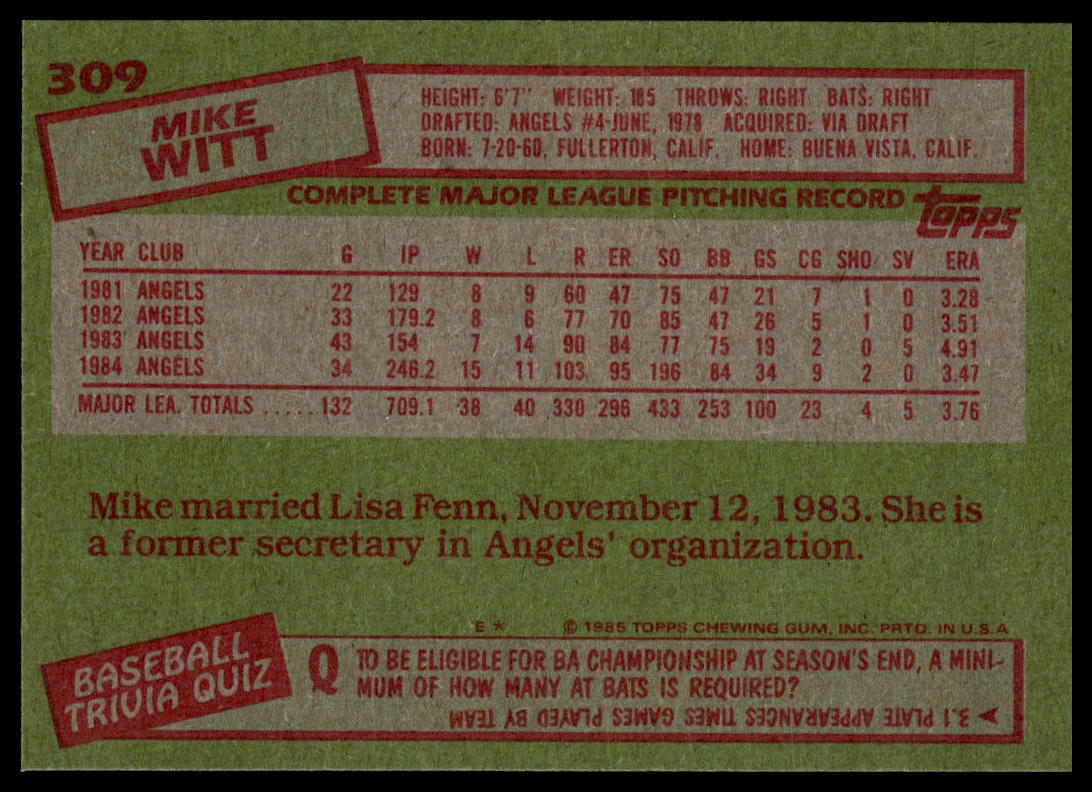 309
MIKE
WITT
HEIGHT: 6'7" WEIGHT: 185 THROWS: RIGHT BATS: RIGHT
DRAFTED: ANGELS #4-JUNE, 1978 ACQUIRED: VIA DRAFT
BORN: 7-20-60, FULLERTON, CALIF. HOME: BUENA VISTA, CALIF.
COMPLETE MAJOR LEAGUE PITCHING RECORD topps
YEAR CLUB G IP W L R ER SO BB GS CG SHO SV ERA
1981 ANGELS 22 129 8 9 60 47 75 47 21 7 1 0 3.28
1982 ANGELS 33 179.2 8 6 77 70 85 47 26 5 1 0 3.51
1983 ANGELS 43 154 7 14 90 84 77 75 19 2 0 5 4.91
1984 ANGELS 34 246.2 15 11 103 95 196 84 34 9 2 0 3.47
MAJOR LEA. TOTALS ......132 709.1 38 40 330 296 433 253 100 23 4 5 3.76
Mike married Lisa Fenn, November 12, 1983. She is
a former secretary in Angels' organization.
E * © 1985 TOPPS CHEWING GUM, INC. PRTD. IN U.S.A.
BASEBALL
TRIVIA QUIZ
Q TO BE ELIGIBLE FOR BA CHAMPIONSHIP AT SEASON'S END, A MINI-
MUM OF HOW MANY AT BATS IS REQUIRED?
3.1 PLATE APPEARANCES TIMES GAMES PLAYED BY TEAM